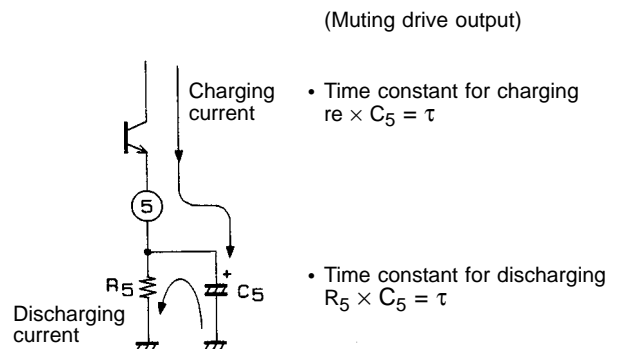 (Muting drive output)
Charging
current
• Time constant for charging
re × C5 = τ
5
+
R5
C5
Discharging
current
• Time constant for discharging
R5 × C5 = τ